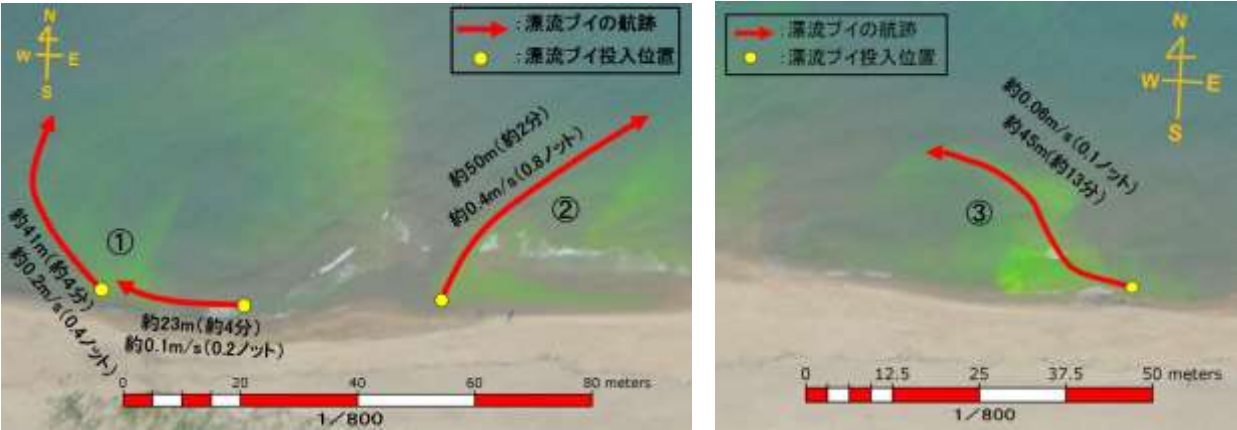 N
W E
S
:漂流ブイの航跡
:漂流ブイ投入位置
約50m(約2分)
約0.4m/s(0.8ノット)
②
①
約41m(約4分)
約0.2m/s(0.4ノット)
約23m(約4分)
約0.1m/s(0.2ノット)
0 20 40 60 80 meters
1/800
:漂流ブイの航跡
:漂流ブイ投入位置
N
W E
S
約0.06m/s(0.1ノット)
約45m(約13分)
③
0 12.5 25 37.5 50 meters
1/800